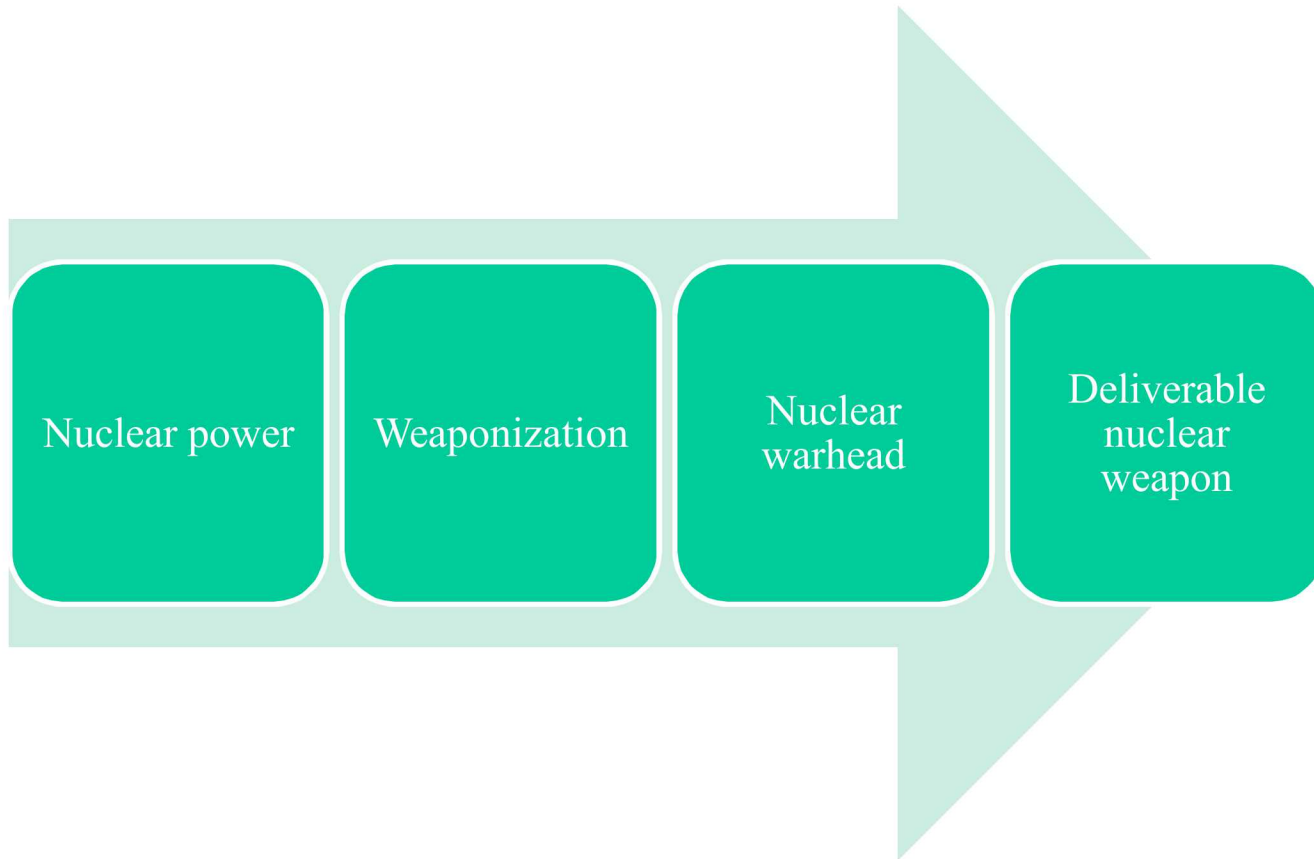 Nuclear power
Weaponization
Nuclear
warhead
Deliverable
nuclear
weapon